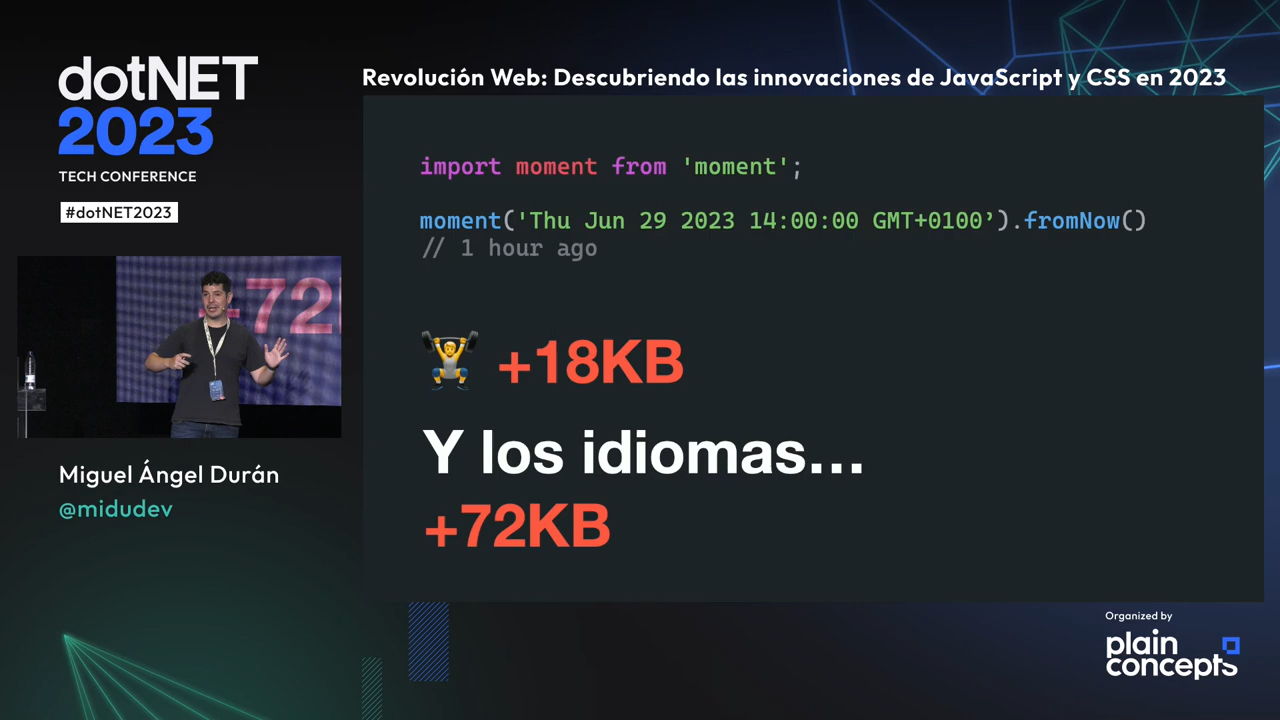 dotNET
2023
TECH CONFERENCE
#dotNET2023
Revolución Web: Descubriendo las innovaciones de JavaScript y CSS en 2023
import moment from 'moment';
moment('Thu Jun 29 2023 14:00:00 GMT+0100’).fromNow()
// 1 hour ago
+18KB
Y los idiomas...
+72KB
-72
Miguel Ángel Durán
@midudev
Organized by
plain
concepts